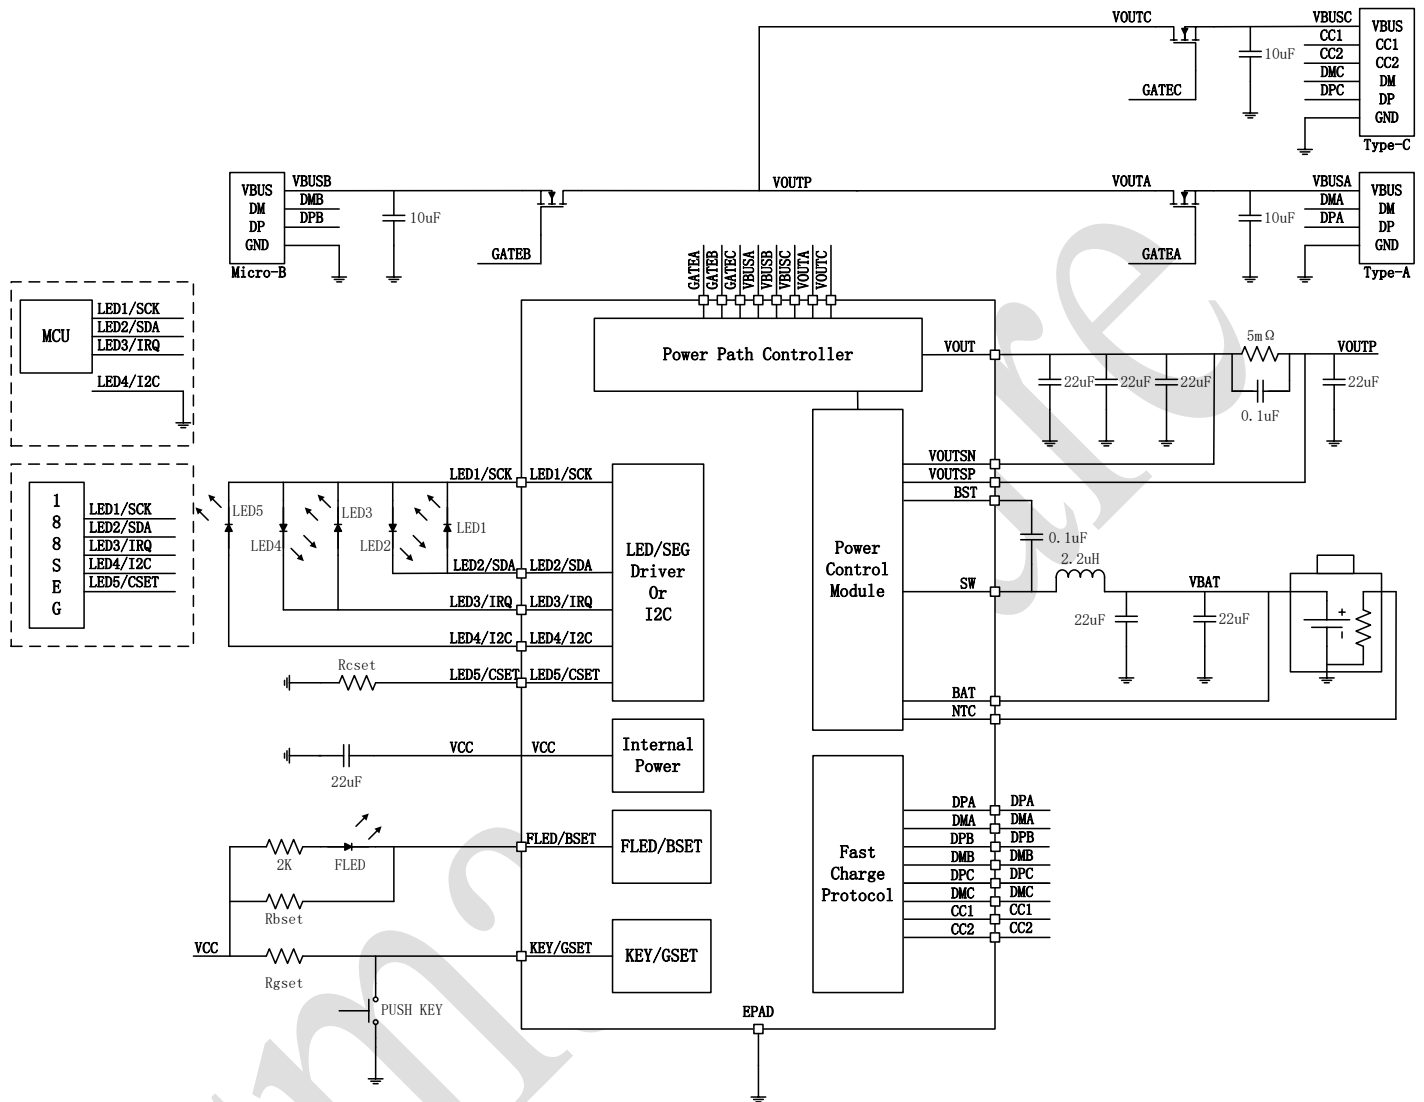 VOUTC
VBUSC
VBUS
CC1
CC1
CC2
CC2
DMC
DM
DPC
DP
GND
Type-C
10uF
GATEC
VBUS
DM
DP
GND
Micro-B
VBUSB
DMB
DPB
10uF
GATEB
VOUTP
VOUTA
VBUSA
VBUS
DMA
DM
DPA
DP
GND
Type-A
10uF
GATEA
GATEA
GATEB
GATEC
VBUSA
VBUSB
VBUSC
VOUTA
VOUTC
MCU
LED1/SCK
LED2/SDA
LED3/IRQ
LED4/I2C
Power Path Controller
VOUT
5mΩ
VOUTP
22uF
22uF
22uF
0.1uF
22uF
188SEG
LED1/SCK
LED2/SDA
LED3/IRQ
LED4/I2C
LED5/CSET
LED5
LED4
LED3
LED2
LED1
LED1/SCK
LED1/SCK
LED2/SDA
LED2/SDA
LED3/IRQ
LED3/IRQ
LED4/I2C
LED4/I2C
Rcset
LED5/CSET
LED5/CSET
LED/SEG
Driver
Or
I2C
Power
Control
Module
VOUTSN
VOUTSP
BST
0.1uF
2.2uH
SW
VBAT
22uF
22uF
+
-
BAT
NTC
VCC
VCC
22uF
Internal
Power
2K
FLED
FLED/BSET
FLED/BSET
Rbset
VCC
Rgset
KEY/GSET
KEY/GSET
PUSH KEY
Fast
Charge
Protocol
DPA
DPA
DMA
DMA
DPB
DPB
DMB
DMB
DPC
DPC
DMC
DMC
CC1
CC1
CC2
CC2
EPAD